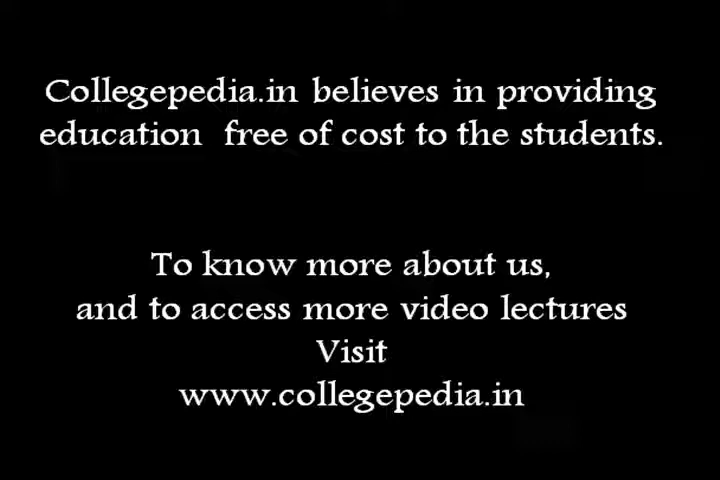 Collegepedia.in believes in providing
education free of cost to the students.
To know more about us,
and to access more video lectures
Visit
www.collegepedia.in